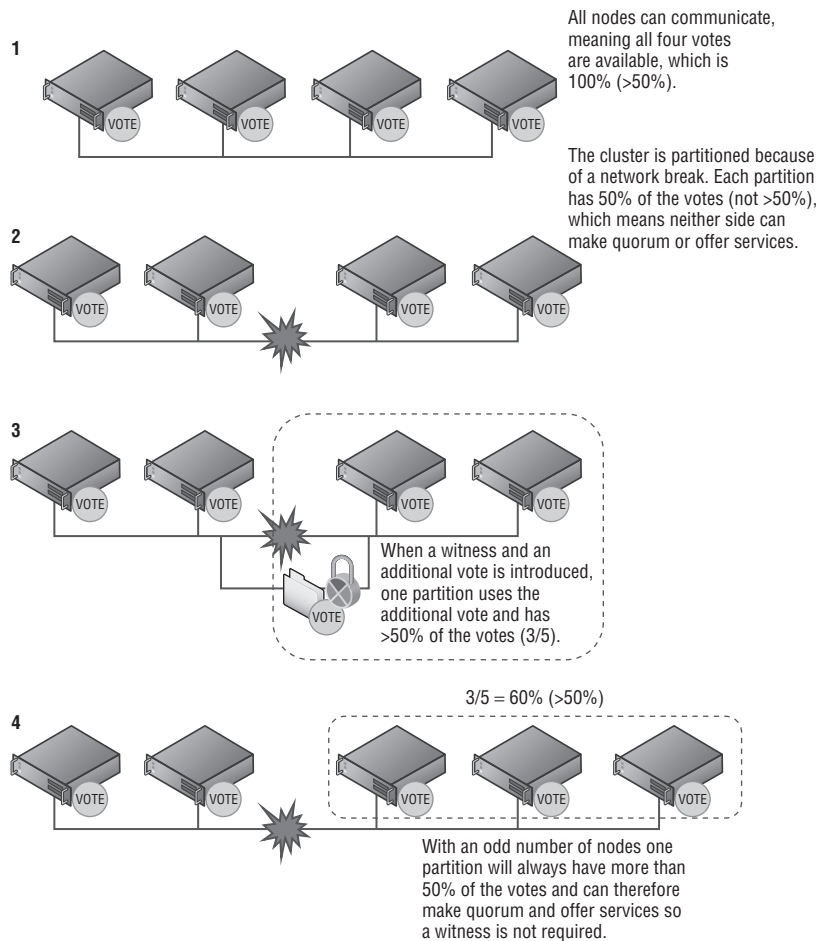 1
All nodes can communicate,
meaning all four votes
are available, which is
100% (>50%).
VOTE
VOTE
VOTE
VOTE
The cluster is partitioned because
of a network break. Each partition
has 50% of the votes (not >50%),
which means neither side can
make quorum or offer services.
2
VOTE
VOTE
VOTE
VOTE
3
VOTE
VOTE
VOTE
VOTE
When a witness and an
additional vote is introduced,
one partition uses the
additional vote and has
>50% of the votes (3/5).
VOTE
3/5 = 60% (>50%)
4
VOTE
VOTE
VOTE
VOTE
VOTE
With an odd number of nodes one
partition will always have more than
50% of the votes and can therefore
make quorum and offer services so
a witness is not required.